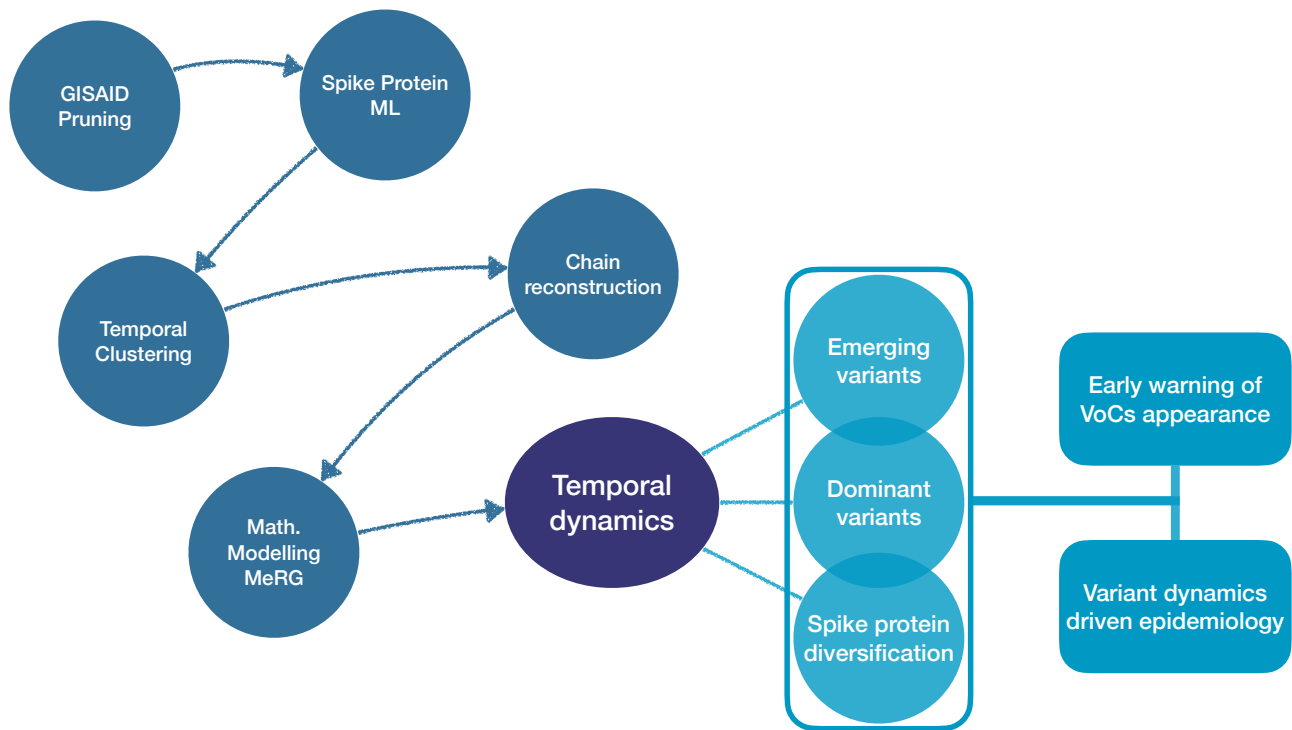 GISAID
Pruning
Spike Protein
ML
Temporal
Clustering
Chain
reconstruction
Math.
Modelling
MeRG
Temporal
dynamics
Emerging
variants
Dominant
variants
Spike protein
diversification
Early warning of
VoCs appearance
Variant dynamics
driven epidemiology